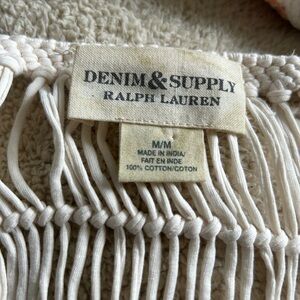 DENIM & SUPPLY
RALPH LAUREN
M/M
MADE IN INDIA/
FAIT EN INDE
100% COTTON/COTON